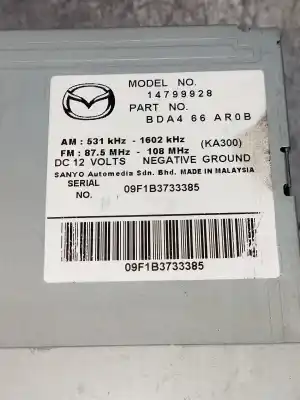 MODEL NO.
14799928
PART NO.
BDA4 66 AR0B
AM : 531 kHz - 1602 kHz
(KA300)
FM : 87.5 MHz - 108 MHz
DC 12 VOLTS NEGATIVE GROUND
SANYO Automedia Sdn. Bhd. MADE IN MALAYSIA
SERIAL NO. 09F1B3733385
09F1B3733385